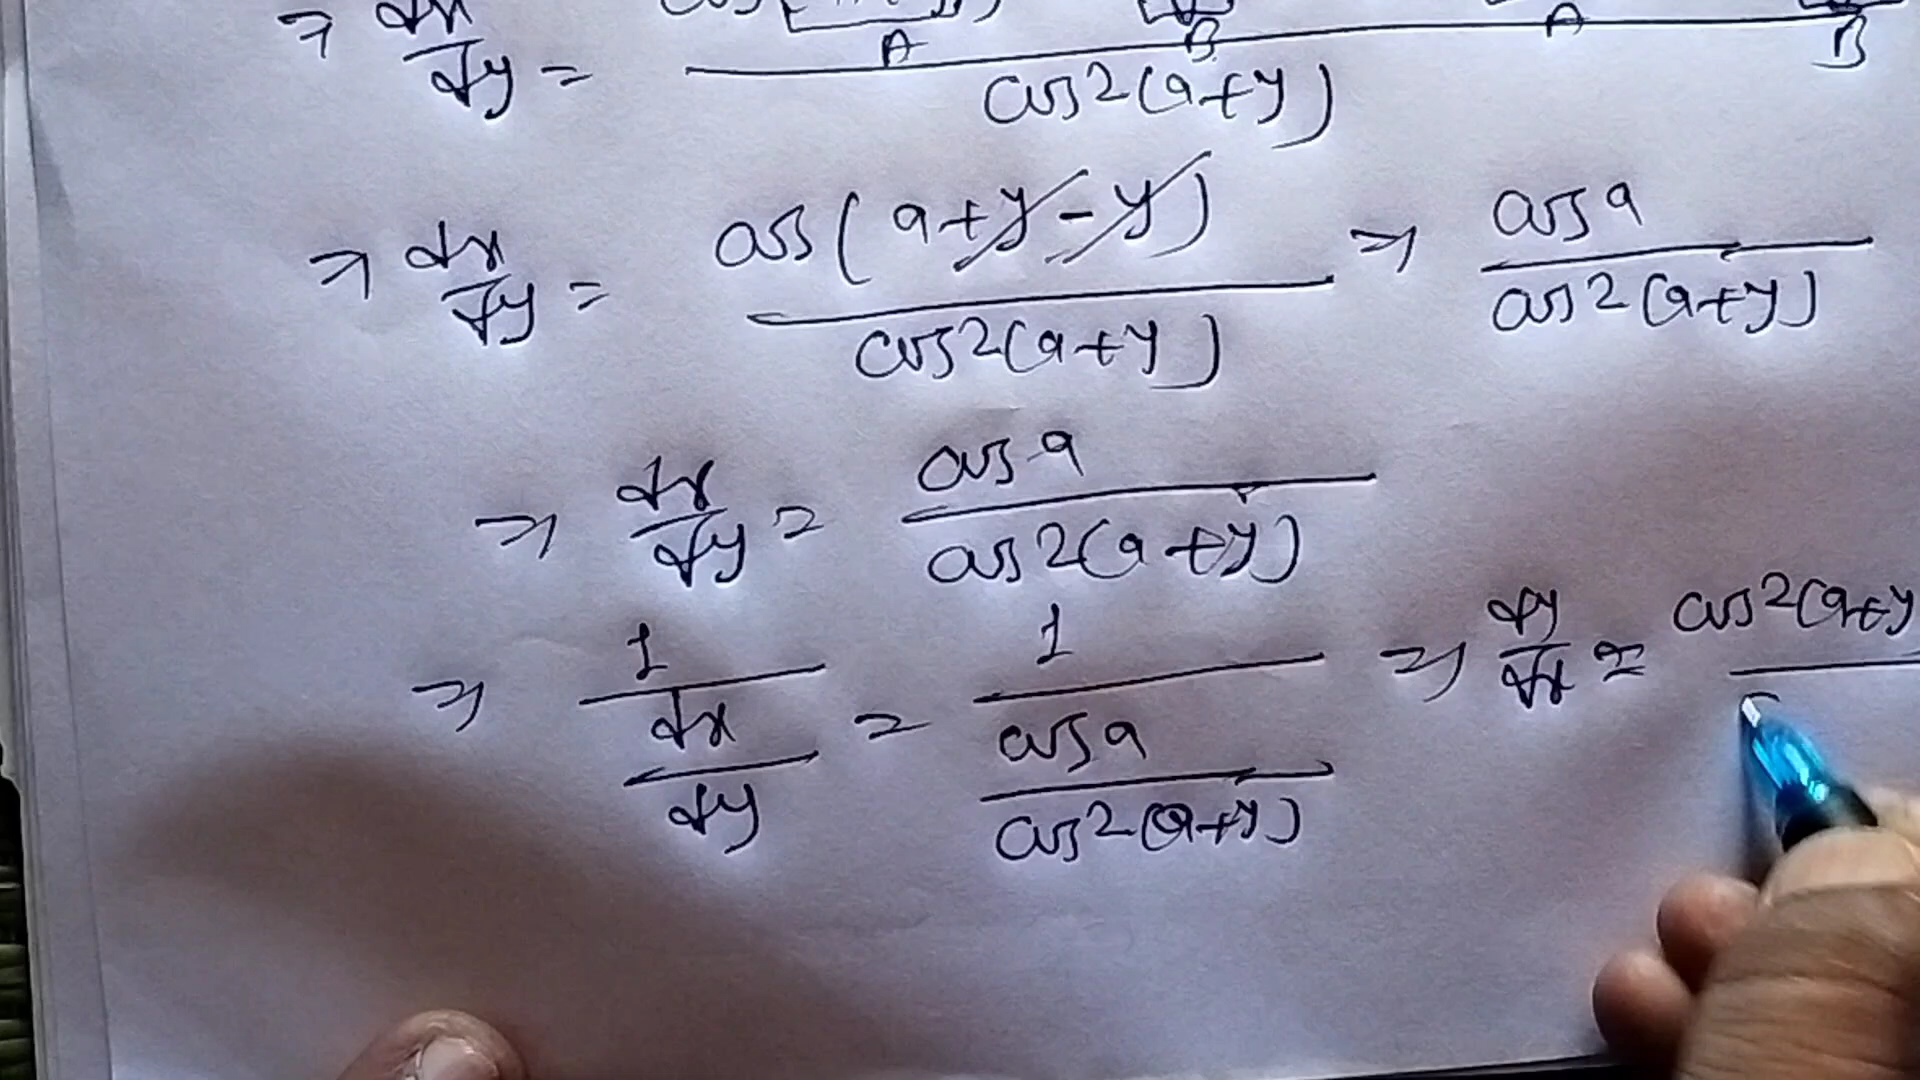 ⇒ dx/dy =
A B A B
cos²(a+y)
⇒ dx/dy = cos(a+y-y)/cos²(a+y) ⇒ cos a/cos²(a+y)
⇒ dx/dy = cos a/cos²(a+y)
⇒ 1/(dx/dy) = 1/(cos a/cos²(a+y)) ⇒ dy/dx = cos²(a+y